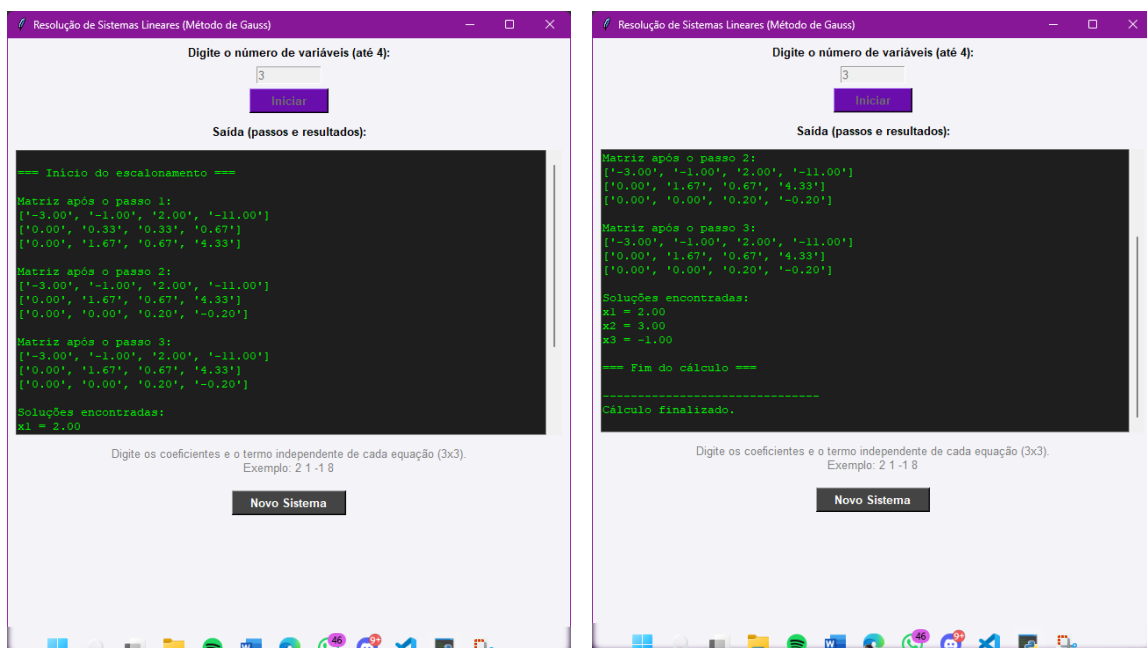 Resolução de Sistemas Lineares (Método de Gauss)
Digite o número de variáveis (até 4):
3
Iniciar
Saída (passos e resultados):
=== Início do escalonamento ===
Matriz após o passo 1:
['-3.00', '-1.00', '2.00', '-11.00']
['0.00', '0.33', '0.33', '0.67']
['0.00', '1.67', '0.67', '4.33']
Matriz após o passo 2:
['-3.00', '-1.00', '2.00', '-11.00']
['0.00', '1.67', '0.67', '4.33']
['0.00', '0.00', '0.20', '-0.20']
Matriz após o passo 3:
['-3.00', '-1.00', '2.00', '-11.00']
['0.00', '1.67', '0.67', '4.33']
['0.00', '0.00', '0.20', '-0.20']
Soluções encontradas:
x1 = 2.00
Digite os coeficientes e o termo independente de cada equação (3x3).
Exemplo: 2 1 -1 8
Novo Sistema
46
9+
Resolução de Sistemas Lineares (Método de Gauss)
Digite o número de variáveis (até 4):
3
Iniciar
Saída (passos e resultados):
Matriz após o passo 2:
['-3.00', '-1.00', '2.00', '-11.00']
['0.00', '1.67', '0.67', '4.33']
['0.00', '0.00', '0.20', '-0.20']
Matriz após o passo 3:
['-3.00', '-1.00', '2.00', '-11.00']
['0.00', '1.67', '0.67', '4.33']
['0.00', '0.00', '0.20', '-0.20']
Soluções encontradas:
x1 = 2.00
x2 = 3.00
x3 = -1.00
=== Fim do cálculo ===
-------------------------------
Cálculo finalizado.
Digite os coeficientes e o termo independente de cada equação (3x3).
Exemplo: 2 1 -1 8
Novo Sistema
46
9+